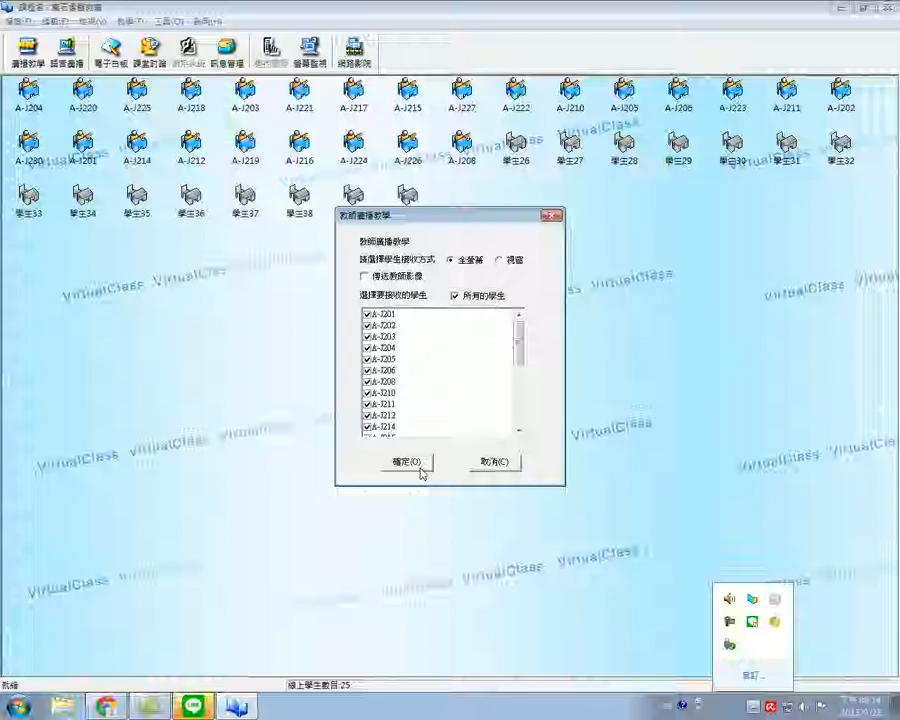 廣播教學 語言廣播 電子白板 課堂討論 訊息管理 螢幕監視 網路影院
A-J204 A-J220 A-J225 A-J218 A-J203 A-J221 A-J217 A-J215 A-J227 A-J222 A-J210 A-J205 A-J206 A-J223 A-J211 A-J202
A-J230 A-J201 A-J214 A-J212 A-J219 A-J216 A-J224 A-J226 A-J208 學生26 學生27 學生28 學生29 學生30 學生31 學生32
學生33 學生34 學生35 學生36 學生37 學生38
教師廣播教學
教師廣播教學
請選擇學生接收方式 全螢幕 視窗
傳送教師影像
選擇要接收的學生 所有的學生
A-J201
A-J202
A-J203
A-J204
A-J205
A-J206
A-J208
A-J210
A-J211
A-J212
A-J214
確定(O) 取消(C)
VirtualClass
VirtualClass
VirtualClass
VirtualClass
VirtualClass
VirtualClass
VirtualClass
VirtualClass
自訂...
就緒 線上學生數目:25